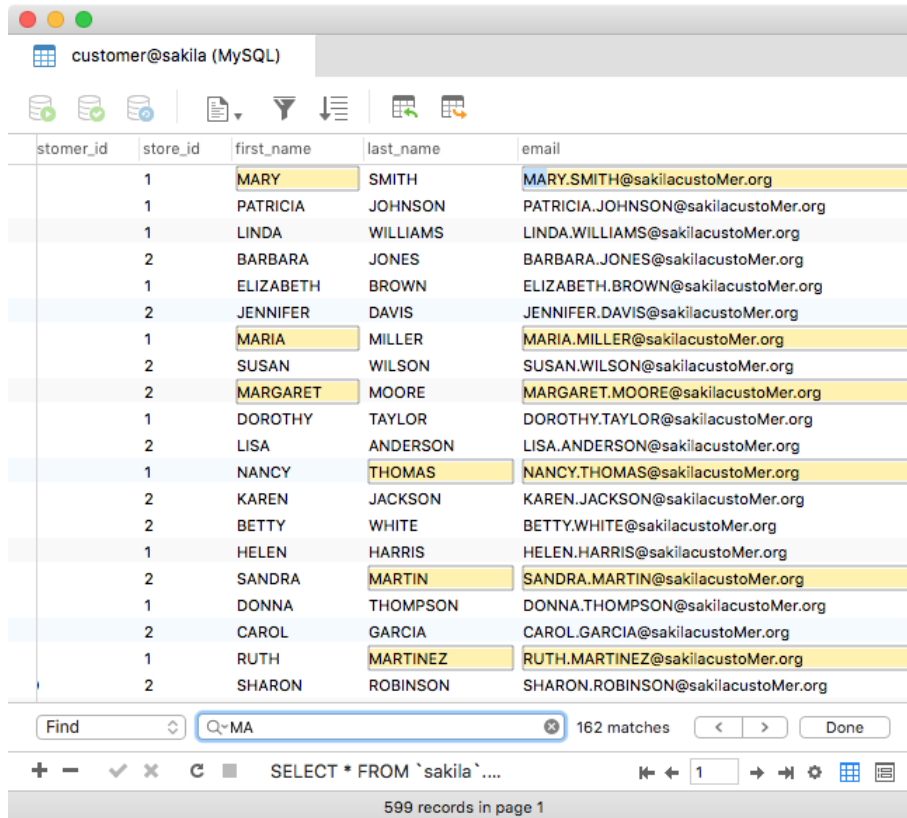 customer@sakila (MySQL)
stomer_id store_id first_name last_name email
1 MARY SMITH MARY.SMITH@sakilacustoMer.org
1 PATRICIA JOHNSON PATRICIA.JOHNSON@sakilacustoMer.org
1 LINDA WILLIAMS LINDA.WILLIAMS@sakilacustoMer.org
2 BARBARA JONES BARBARA.JONES@sakilacustoMer.org
1 ELIZABETH BROWN ELIZABETH.BROWN@sakilacustoMer.org
2 JENNIFER DAVIS JENNIFER.DAVIS@sakilacustoMer.org
1 MARIA MILLER MARIA.MILLER@sakilacustoMer.org
2 SUSAN WILSON SUSAN.WILSON@sakilacustoMer.org
2 MARGARET MOORE MARGARET.MOORE@sakilacustoMer.org
1 DOROTHY TAYLOR DOROTHY.TAYLOR@sakilacustoMer.org
2 LISA ANDERSON LISA.ANDERSON@sakilacustoMer.org
1 NANCY THOMAS NANCY.THOMAS@sakilacustoMer.org
2 KAREN JACKSON KAREN.JACKSON@sakilacustoMer.org
2 BETTY WHITE BETTY.WHITE@sakilacustoMer.org
1 HELEN HARRIS HELEN.HARRIS@sakilacustoMer.org
2 SANDRA MARTIN SANDRA.MARTIN@sakilacustoMer.org
1 DONNA THOMPSON DONNA.THOMPSON@sakilacustoMer.org
2 CAROL GARCIA CAROL.GARCIA@sakilacustoMer.org
1 RUTH MARTINEZ RUTH.MARTINEZ@sakilacustoMer.org
2 SHARON ROBINSON SHARON.ROBINSON@sakilacustoMer.org
Find MA 162 matches < > Done
SELECT * FROM `sakila`.... 1
599 records in page 1